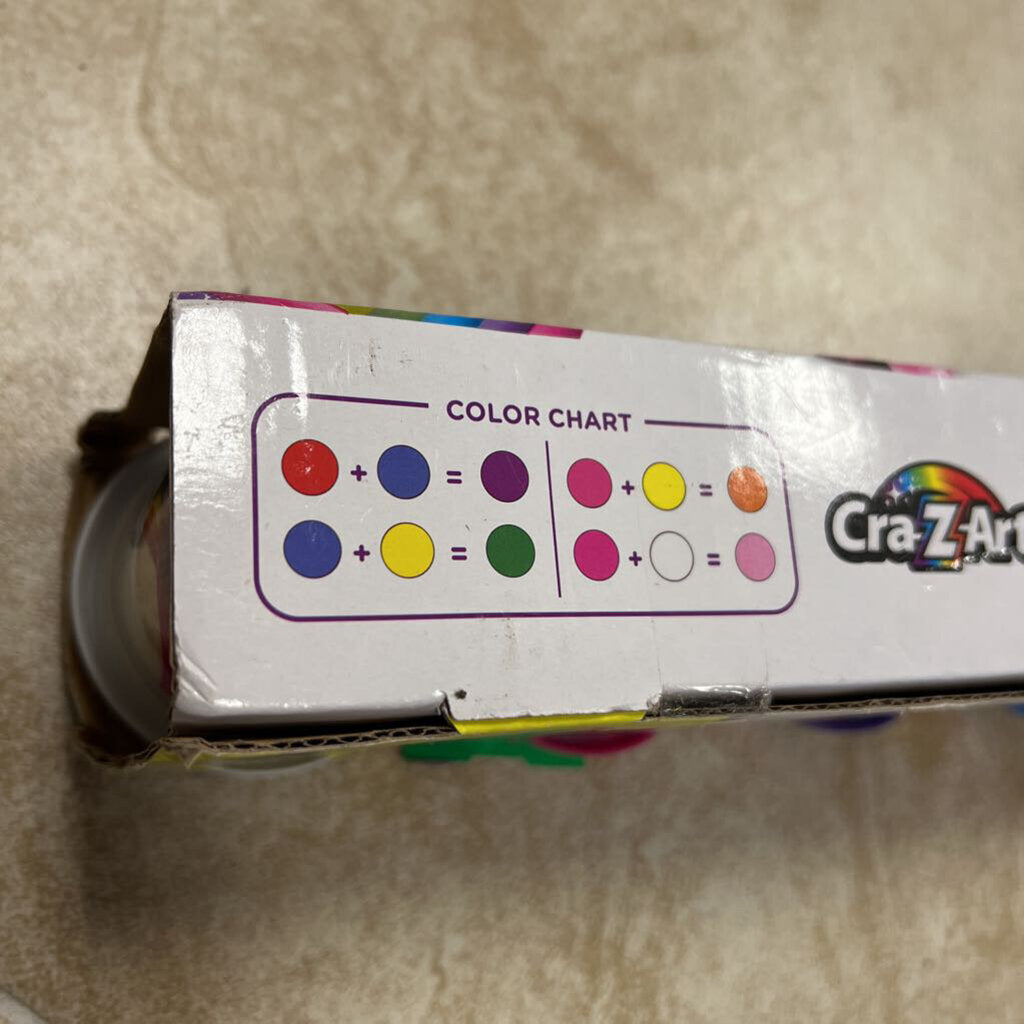 COLOR CHART
+ = + =
+ = + =
Cra-Z-Art